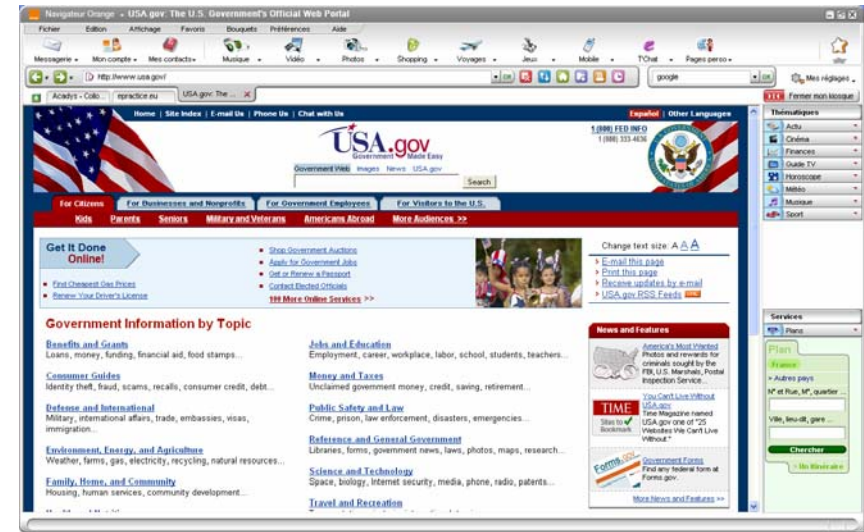 Navigateur Orange - USA.gov: The U.S. Government's Official Web Portal
Fichier Edition Affichage Favoris Bouquets Préférences Aide
Messagerie Mon compte Mes contacts Musique Vidéo Photos Shopping Voyages Jeux Mobile T'Chat Pages perso
http://www.usa.gov/ OK google OK Mes réglages
Acadys - Collo... epractice.eu USA.gov: The ... X Fermer mon kiosque
Home | Site Index | E-mail Us | Phone Us | Chat with Us Español | Other Languages
USA.gov
Government Made Easy
1 (800) FED INFO
1 (800) 333-4636
Government Web Images News USA.gov
Search
For Citizens For Businesses and Nonprofits For Government Employees For Visitors to the U.S.
Kids Parents Seniors Military and Veterans Americans Abroad More Audiences >>
Get It Done
Online!
Find Cheapest Gas Prices
Renew Your Driver's License
Shop Government Auctions
Apply for Government Jobs
Get or Renew a Passport
Contact Elected Officials
100 More Online Services >>
Change text size: A A A
E-mail this page
Print this page
Receive updates by e-mail
USA.gov RSS Feeds
Government Information by Topic
Benefits and Grants
Loans, money, funding, financial aid, food stamps...
Consumer Guides
Identity theft, fraud, scams, recalls, consumer credit, debt...
Defense and International
Military, international affairs, trade, embassies, visas,
immigration...
Environment, Energy, and Agriculture
Weather, farms, gas, electricity, recycling, natural resources...
Family, Home, and Community
Housing, human services, community development...
Jobs and Education
Employment, career, workplace, labor, school, students, teachers...
Money and Taxes
Unclaimed government money, credit, saving, retirement...
Public Safety and Law
Crime, prison, law enforcement, disasters, emergencies...
Reference and General Government
Libraries, forms, government news, laws, photos, maps, research...
Science and Technology
Space, biology, Internet security, media, phone, radio, patents...
Travel and Recreation
News and Features
America's Most Wanted
Photos and rewards for
criminals sought by the
FBI, U.S. Marshals, Postal
Inspection Service...
TIME
Sites to
Bookmark
You Can't Live Without
USA.gov
Time Magazine named
USA.gov one of "25
Websites We Can't Live
Without."
Forms.gov
Government Forms
Find any federal form at
Forms.gov.
More News and Features >>
Thématiques
Actu
Cinéma
Finances
Guide TV
Horoscope
Météo
Musique
Sport
Services
Plans
Plan
France
> Autres pays
N° et Rue, M°, quartier ...
Ville, lieu-dit, gare ...
Chercher
> Un itinéraire